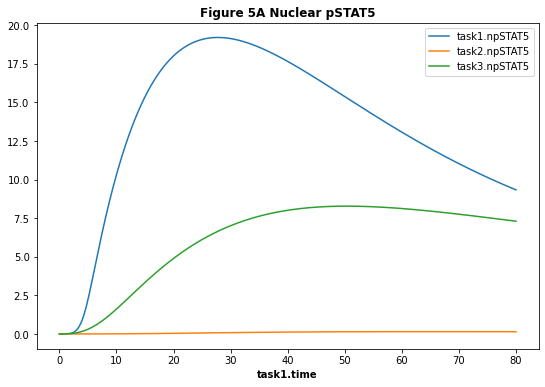 Figure 5A Nuclear pSTAT5
task1.npSTAT5
task2.npSTAT5
task3.npSTAT5
20.0
17.5
15.0
12.5
10.0
7.5
5.0
2.5
0.0
0 10 20 30 40 50 60 70 80
task1.time